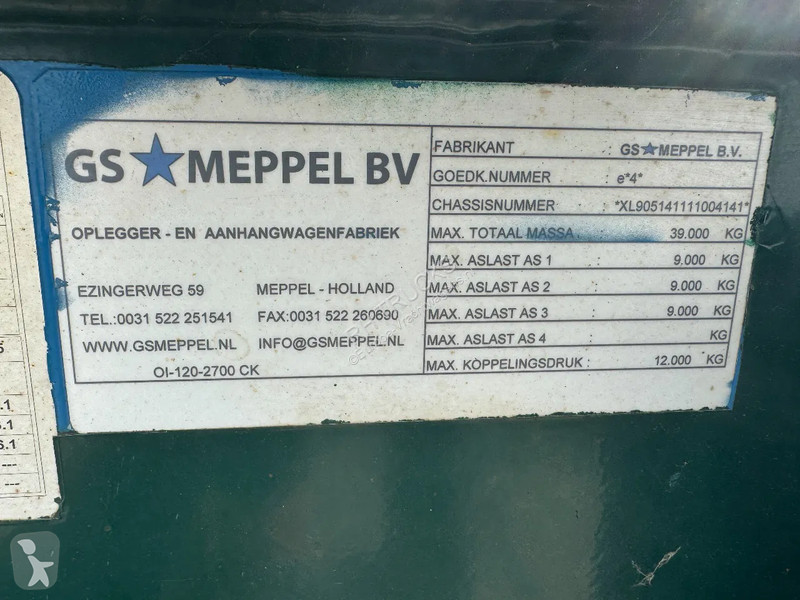 GS MEPPEL BV
OPLEGGER - EN AANHANGWAGENFABRIEK
EZINGERWEG 59 MEPPEL - HOLLAND
TEL.:0031 522 251541 FAX:0031 522 260690
WWW.GSMEPPEL.NL INFO@GSMEPPEL.NL
OI-120-2700 CK
FABRIKANT : GS★MEPPEL B.V.
GOEDK.NUMMER : e*4*
CHASSISNUMMER : *XL905141111004141*
MAX. TOTAAL MASSA : 39.000 KG
MAX. ASLAST AS 1 : 9.000 KG
MAX. ASLAST AS 2 : 9.000 KG
MAX. ASLAST AS 3 : 9.000 KG
MAX. ASLAST AS 4 : KG
MAX. KOPPELINGSDRUK : 12.000 KG